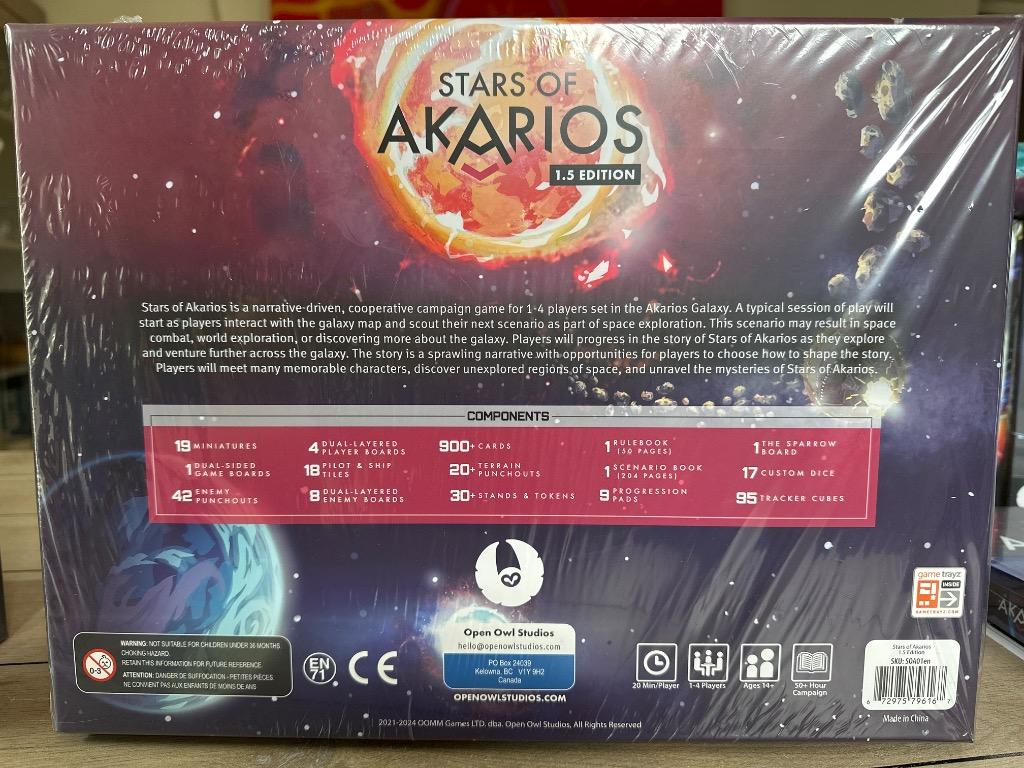 STARS OF
AKARIOS
1.5 EDITION
Stars of Akarios is a narrative-driven, cooperative campaign game for 1-4 players set in the Akarios Galaxy. A typical session of play will
start as players interact with the galaxy map and scout their next scenario as part of space exploration. This scenario may result in space
combat, world exploration, or discovering more about the galaxy. Players will progress in the story of Stars of Akarios as they explore
and venture further across the galaxy. The story is a sprawling narrative with opportunities for players to choose how to shape the story.
Players will meet many memorable characters, discover unexplored regions of space, and unravel the mysteries of Stars of Akarios.
COMPONENTS
19 MINIATURES
1 DUAL-SIDED
GAME BOARDS
42 ENEMY
PUNCHOUTS
4 DUAL-LAYERED
PLAYER BOARDS
18 PILOT & SHIP
TILES
8 DUAL-LAYERED
ENEMY BOARDS
900+ CARDS
20+ TERRAIN
PUNCHOUTS
30+ STANDS & TOKENS
1 RULEBOOK
(50 PAGES)
1 SCENARIO BOOK
(204 PAGES)
9 PROGRESSION
PADS
1 THE SPARROW
BOARD
17 CUSTOM DICE
95 TRACKER CUBES
gametrayz
INSIDE
GAMETRAYZ.COM
0-3
WARNING: NOT SUITABLE FOR CHILDREN UNDER 36 MONTHS
CHOKING-HAZARD.
RETAIN THIS INFORMATION FOR FUTURE REFERENCE.
ATTENTION: DANGER DE SUFFOCATION - PETITES PIÈCES.
NE CONVIENT PAS AUX ENFANTS DE MOINS DE ANS
EN
71
CE
Open Owl Studios
hello@openowlstudios.com
PO Box 24039
Kelowna, BC V1Y 9H2
Canada
OPENOWLSTUDIOS.COM
20 Min/Player
1-4 Players
Ages 14+
50+ Hour
Campaign
Stars of Akarios
1.5 Edition
SKU: SOA01en
6 72975 79616 7
Made in China
2021-2024 OOMM Games LTD. dba. Open Owl Studios, All Rights Reserved